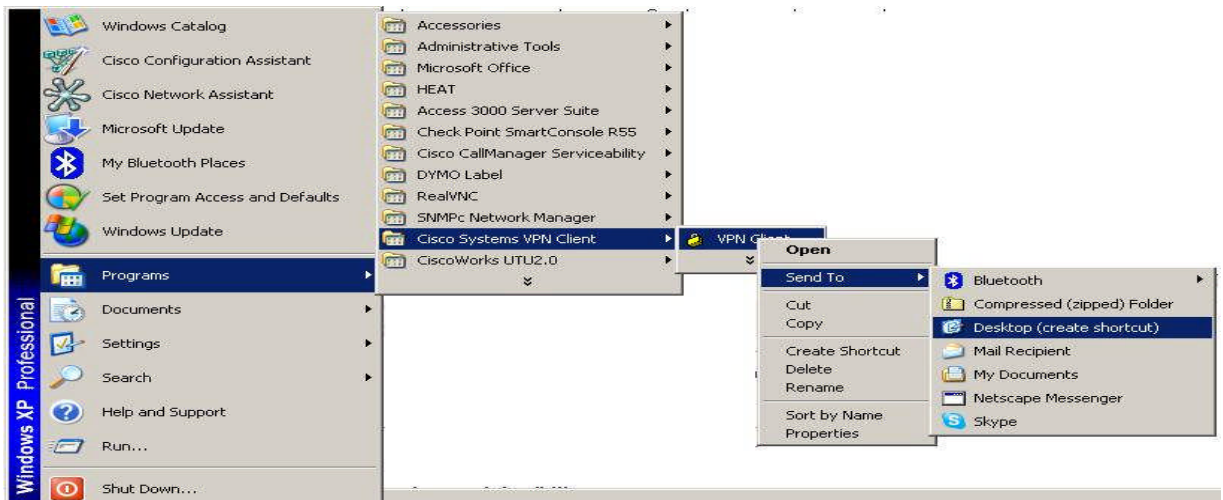 Windows XP Professional
Windows Catalog
Cisco Configuration Assistant
Cisco Network Assistant
Microsoft Update
My Bluetooth Places
Set Program Access and Defaults
Windows Update
Programs
Documents
Settings
Search
Help and Support
Run...
Shut Down...
Accessories
Administrative Tools
Microsoft Office
HEAT
Access 3000 Server Suite
Check Point SmartConsole R55
Cisco CallManager Serviceability
DYMO Label
RealVNC
SNMPc Network Manager
Cisco Systems VPN Client
CiscoWorks UTU2.0
VPN Client
Open
Send To
Cut
Copy
Create Shortcut
Delete
Rename
Sort by Name
Properties
Bluetooth
Compressed (zipped) Folder
Desktop (create shortcut)
Mail Recipient
My Documents
Netscape Messenger
Skype